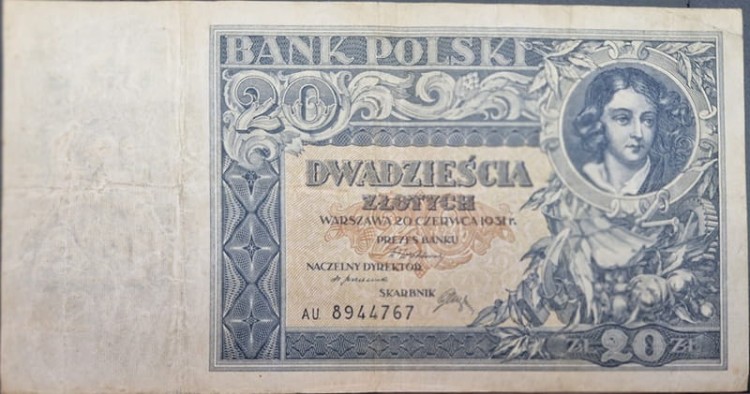 BANK POLSKI
20
DWADZIEŚCIA
ZŁOTYCH
WARSZAWA 20 CZERWCA 1931 r.
PREZES BANKU
NACZELNY DYREKTOR
SKARBNIK
AU 8944767
ZŁ 20 ZŁ